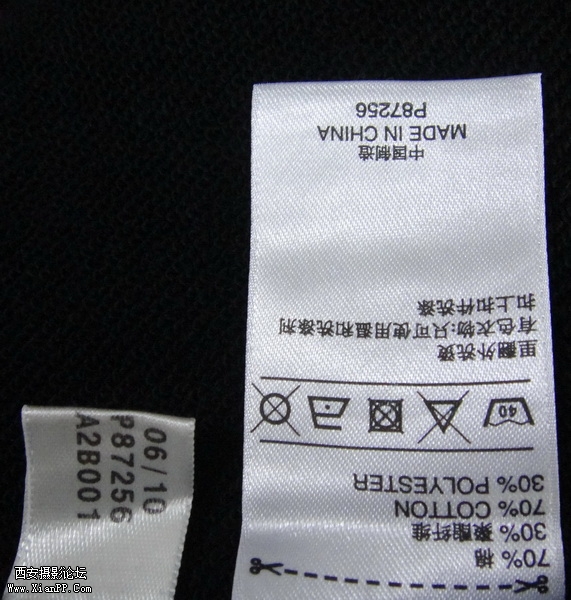 70% 棉
30% 聚酯纤维
70% COTTON
30% POLYESTER
40
里翻外洗烫
有色衣物:只可使用温和洗涤剂
扣上扣件洗涤
中国制造
MADE IN CHINA
P87256
06/10
P87256
A2B001
西安摄影论坛
www.XianPP.Com